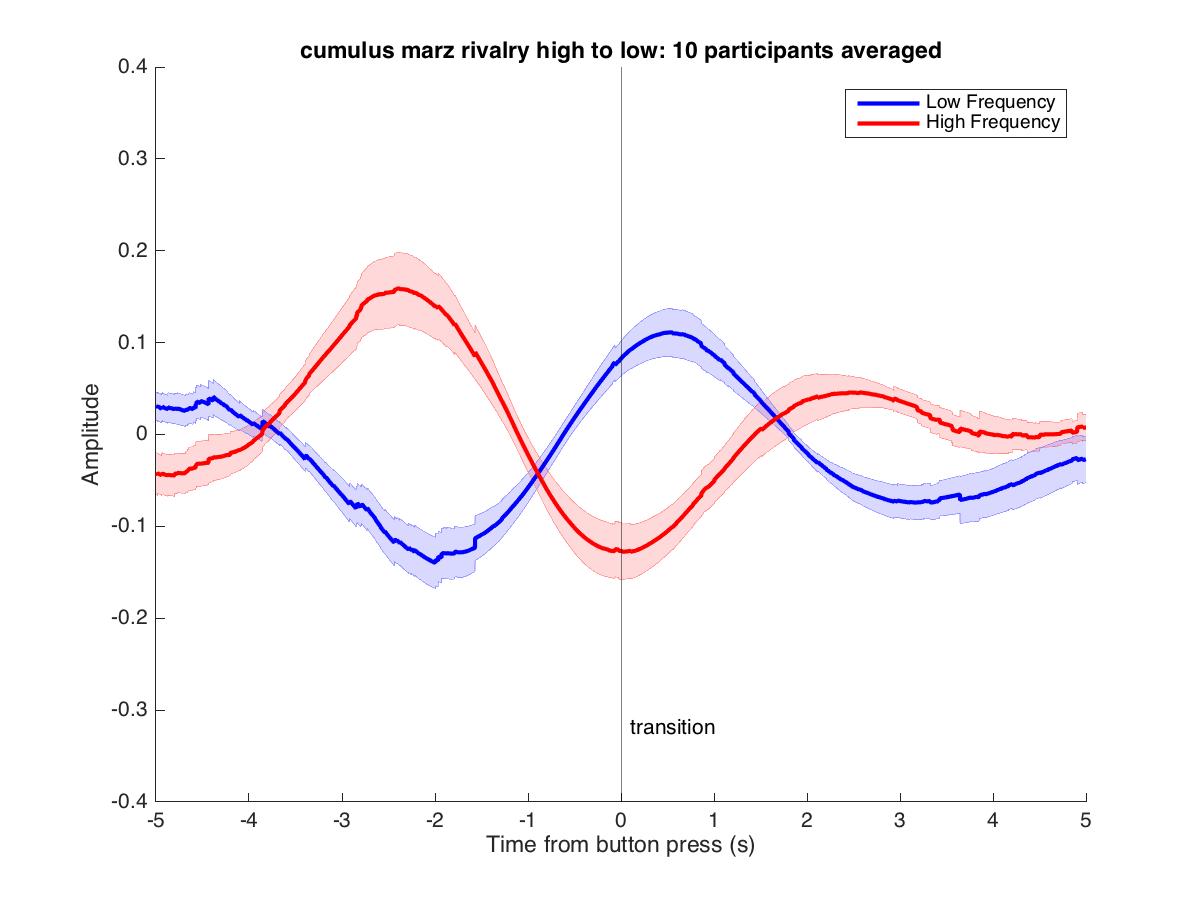 cumulus marz rivalry high to low: 10 participants averaged
Low Frequency
High Frequency
Amplitude
0.4
0.3
0.2
0.1
0
-0.1
-0.2
-0.3
-0.4
transition
-5 -4 -3 -2 -1 0 1 2 3 4 5
Time from button press (s)